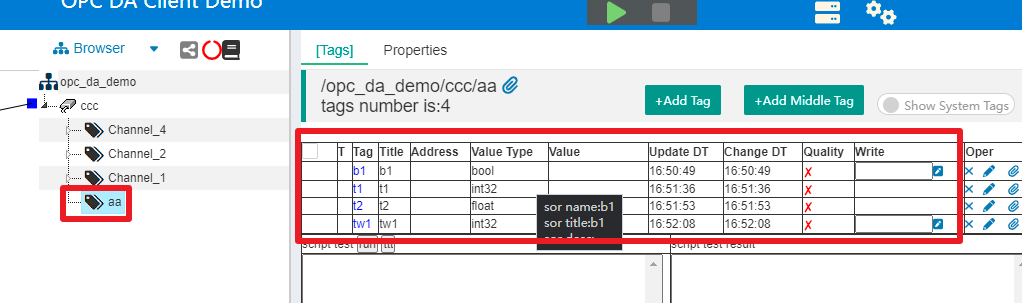 OPC DA Client Demo
Browser
[Tags] Properties
opc_da_demo
ccc
Channel_4
Channel_2
Channel_1
aa
/opc_da_demo/ccc/aa
tags number is:4
+Add Tag
+Add Middle Tag
Show System Tags
T Tag Title Address Value Type Value Update DT Change DT Quality Write Oper
b1 b1 bool 16:50:49 16:50:49
t1 t1 int32 16:51:36 16:51:36
t2 t2 float 16:51:53 16:51:53
tw1 tw1 int32 16:52:08 16:52:08
sor name:b1
sor title:b1
script test run ttt script test result